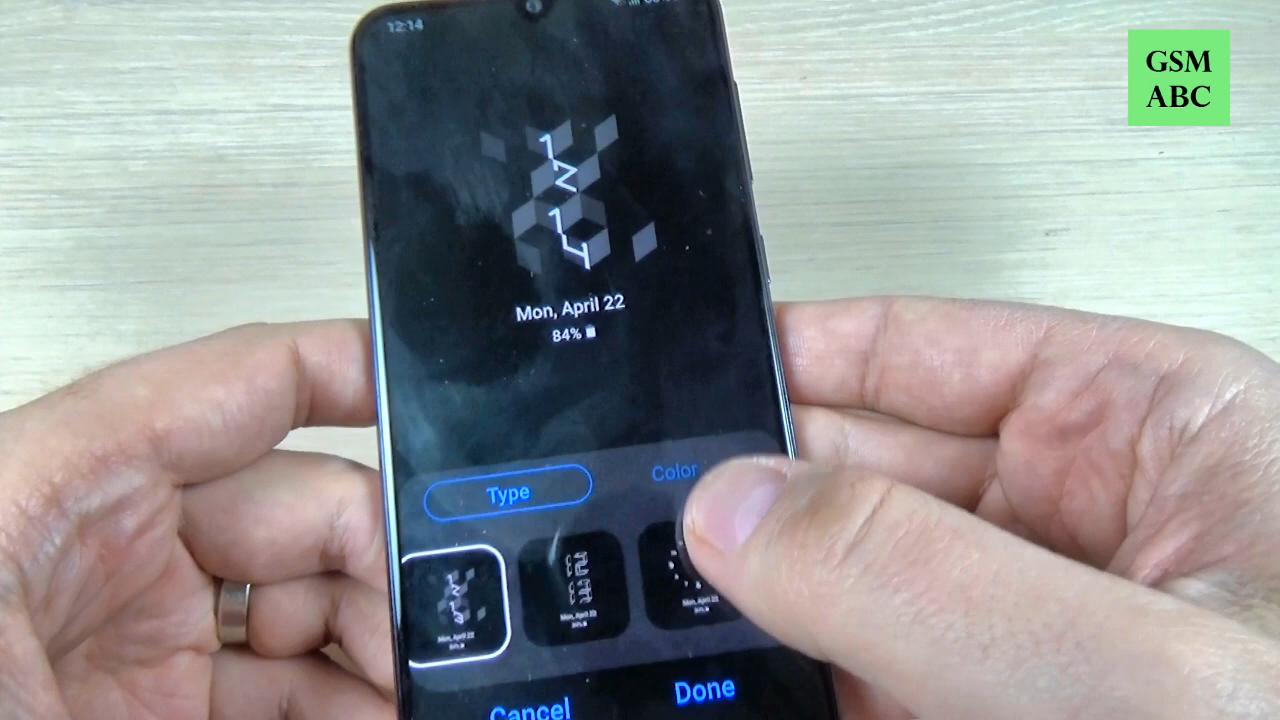 GSM
ABC
12:14
Mon, April 22
84%
Type
Color
Mon, April 22
Mon, April 22
Mon, April 22
Cancel
Done